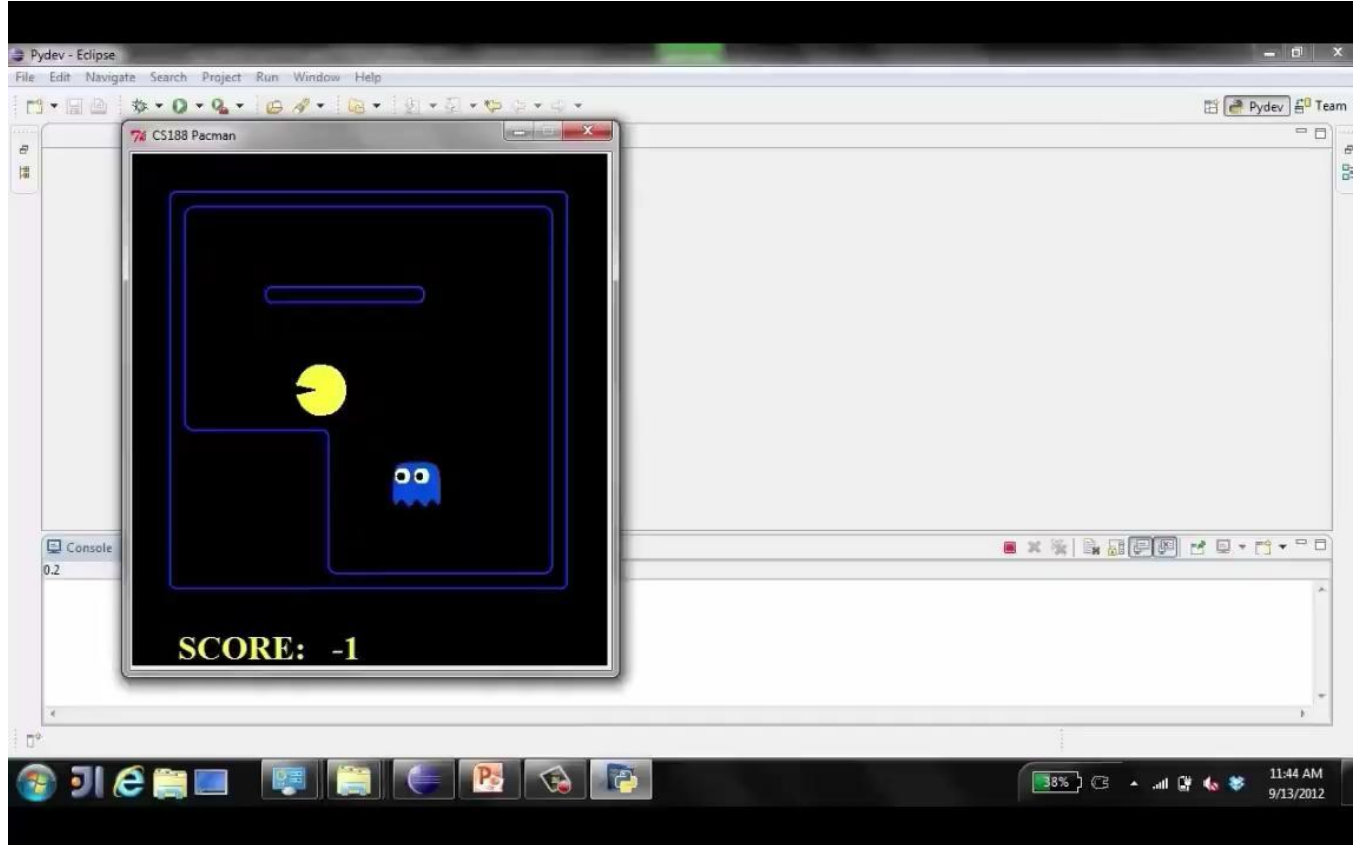 Pydev - Eclipse
File Edit Navigate Search Project Run Window Help
Pydev Team
CS188 Pacman
Console
0.2
SCORE: -1
38%
11:44 AM
9/13/2012